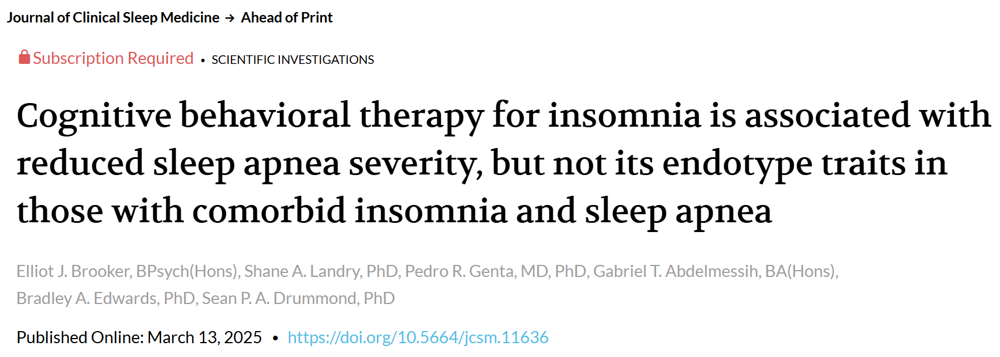 Journal of Clinical Sleep Medicine → Ahead of Print
Subscription Required • SCIENTIFIC INVESTIGATIONS
Cognitive behavioral therapy for insomnia is associated with
reduced sleep apnea severity, but not its endotype traits in
those with comorbid insomnia and sleep apnea
Elliot J. Brooker, BPsych(Hons), Shane A. Landry, PhD, Pedro R. Genta, MD, PhD, Gabriel T. Abdelmessih, BA(Hons),
Bradley A. Edwards, PhD, Sean P. A. Drummond, PhD
Published Online: March 13, 2025 • https://doi.org/10.5664/jcsm.11636